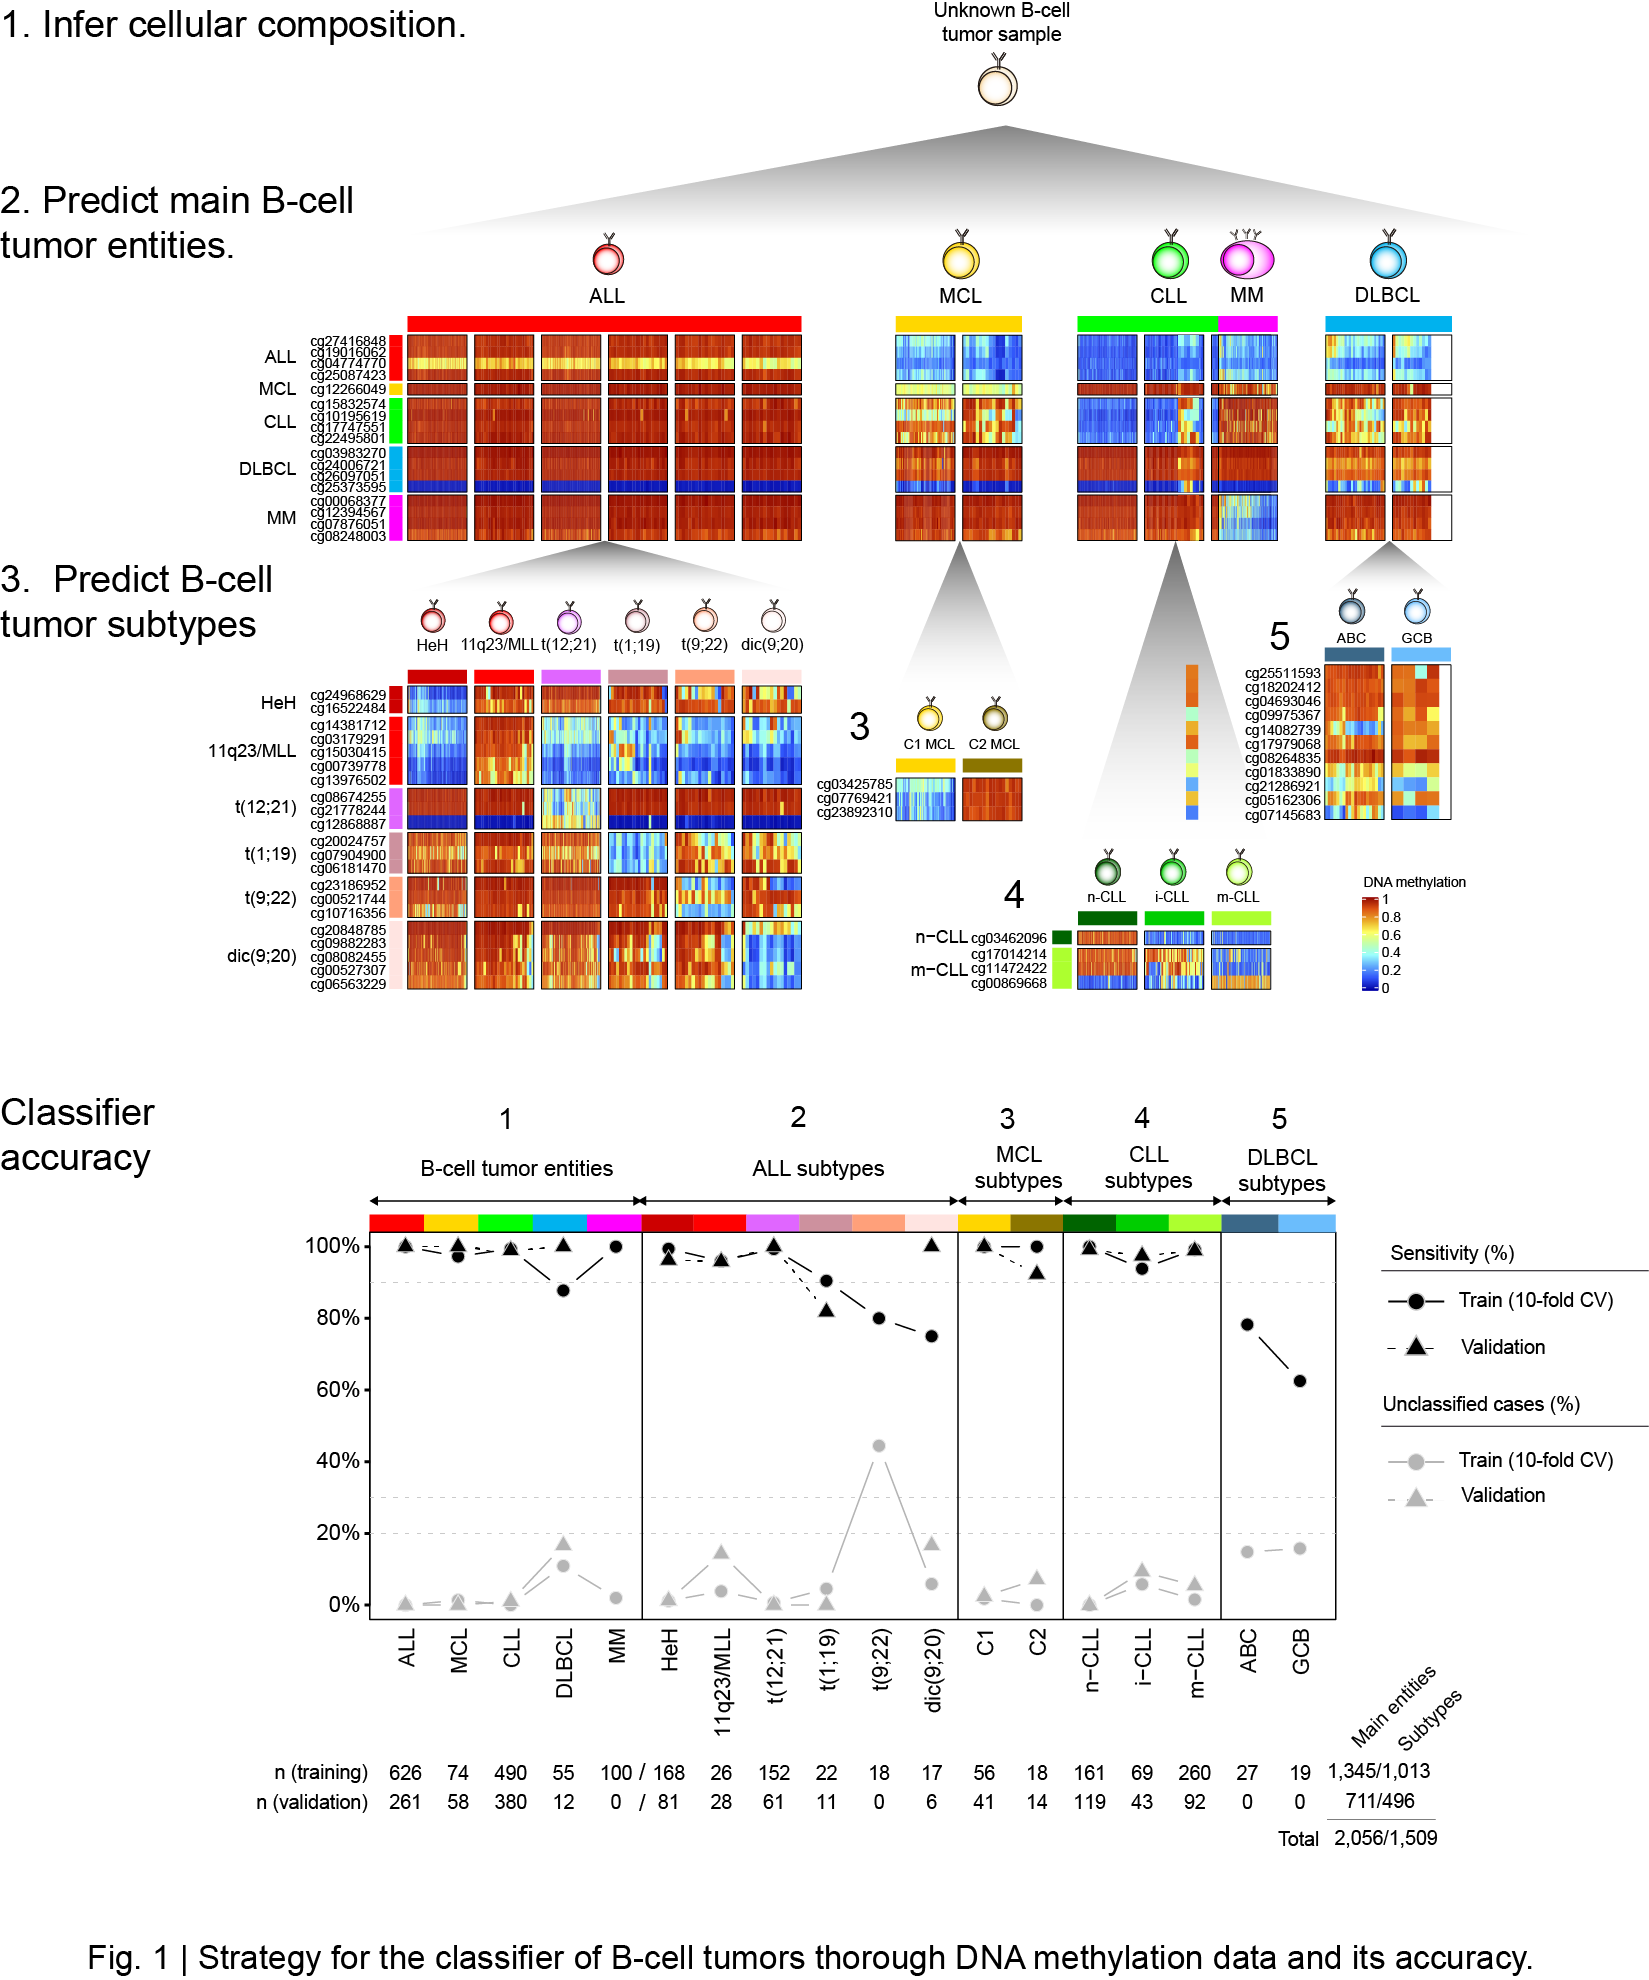 1. Infer cellular composition.
Unknown B-cell
tumor sample
2. Predict main B-cell
tumor entities.
ALL
MCL
CLL
MM
DLBCL
ALL
cg27416848
cg19016062
cg04774770
cg25087423
MCL
cg12266049
CLL
cg15832574
cg10195619
cg17747551
cg22495801
DLBCL
cg03983270
cg24006721
cg26097051
cg25373595
MM
cg00068377
cg12394567
cg07876051
cg08248003
3. Predict B-cell
tumor subtypes
HeH
11q23/MLL
t(12;21)
t(1;19)
t(9;22)
dic(9;20)
HeH
cg24968629
cg16522484
11q23/MLL
cg14381712
cg03179291
cg15030415
cg00739778
cg13976502
t(12;21)
cg08674255
cg21778244
cg12868887
t(1;19)
cg20024757
cg07904900
cg06181470
t(9;22)
cg23186952
cg00521744
cg10716356
dic(9;20)
cg20848785
cg09882283
cg08082455
cg00527307
cg06563229
3
C1 MCL
C2 MCL
cg03425785
cg07769421
cg23892310
4
n-CLL
i-CLL
m-CLL
n−CLL
cg03462096
m−CLL
cg17014214
cg11472422
cg00869668
5
ABC
GCB
cg25511593
cg18202412
cg04693046
cg09975367
cg14082739
cg17979068
cg08264835
cg01833890
cg21286921
cg05162306
cg07145683
DNA methylation
1
0.8
0.6
0.4
0.2
0
Classifier
accuracy
1
B-cell tumor entities
2
ALL subtypes
3
MCL
subtypes
4
CLL
subtypes
5
DLBCL
subtypes
100%
80%
60%
40%
20%
0%
Sensitivity (%)
Train (10-fold CV)
Validation
Unclassified cases (%)
Train (10-fold CV)
Validation
ALL
MCL
CLL
DLBCL
MM
HeH
11q23/MLL
t(12;21)
t(1;19)
t(9;22)
dic(9;20)
C1
C2
n−CLL
i−CLL
m−CLL
ABC
GCB
Main entities
Subtypes
n (training) 626 74 490 55 100 / 168 26 152 22 18 17 56 18 161 69 260 27 19 1,345/1,013
n (validation) 261 58 380 12 0 / 81 28 61 11 0 6 41 14 119 43 92 0 0 711/496
Total 2,056/1,509
Fig. 1 | Strategy for the classifier of B-cell tumors thorough DNA methylation data and its accuracy.